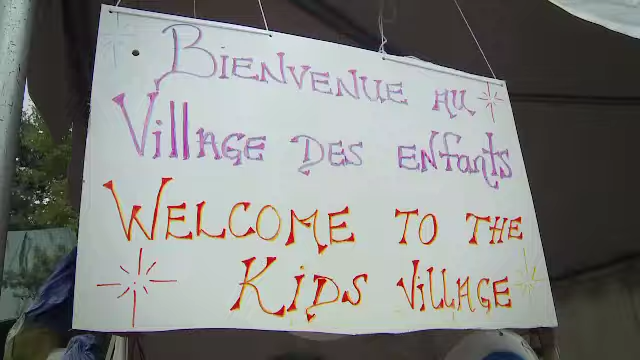 Bienvenue au
Village des enfants
Welcome to the
Kids Village